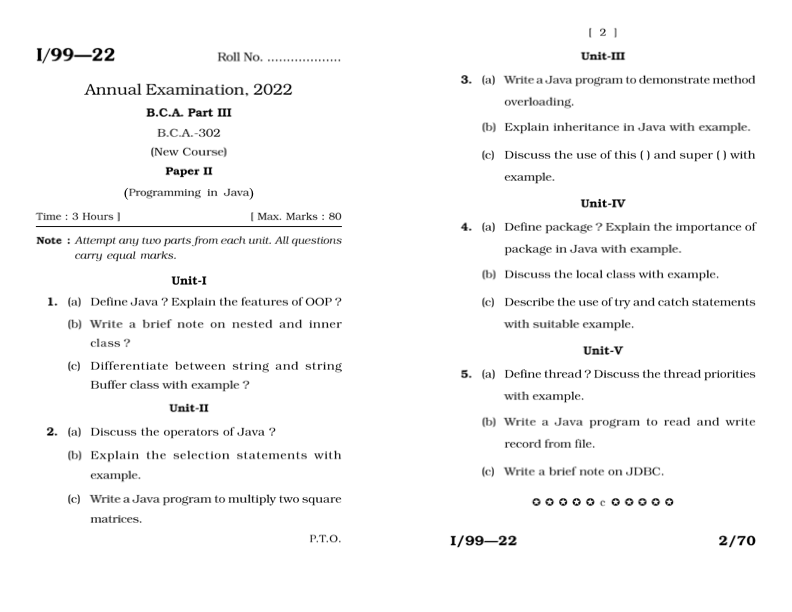 I/99—22 Roll No. ...................
Annual Examination, 2022
B.C.A. Part III
B.C.A.-302
(New Course)
Paper II
(Programming in Java)
Time : 3 Hours ] [ Max. Marks : 80
Note : Attempt any two parts from each unit. All questions
carry equal marks.
Unit-I
1. (a) Define Java ? Explain the features of OOP ?
(b) Write a brief note on nested and inner
class ?
(c) Differentiate between string and string
Buffer class with example ?
Unit-II
2. (a) Discuss the operators of Java ?
(b) Explain the selection statements with
example.
(c) Write a Java program to multiply two square
matrices.
P.T.O.
[ 2 ]
Unit-III
3. (a) Write a Java program to demonstrate method
overloading.
(b) Explain inheritance in Java with example.
(c) Discuss the use of this ( ) and super ( ) with
example.
Unit-IV
4. (a) Define package ? Explain the importance of
package in Java with example.
(b) Discuss the local class with example.
(c) Describe the use of try and catch statements
with suitable example.
Unit-V
5. (a) Define thread ? Discuss the thread priorities
with example.
(b) Write a Java program to read and write
record from file.
(c) Write a brief note on JDBC.
✪ ✪ ✪ ✪ ✪ c ✪ ✪ ✪ ✪ ✪
I/99—22 2/70